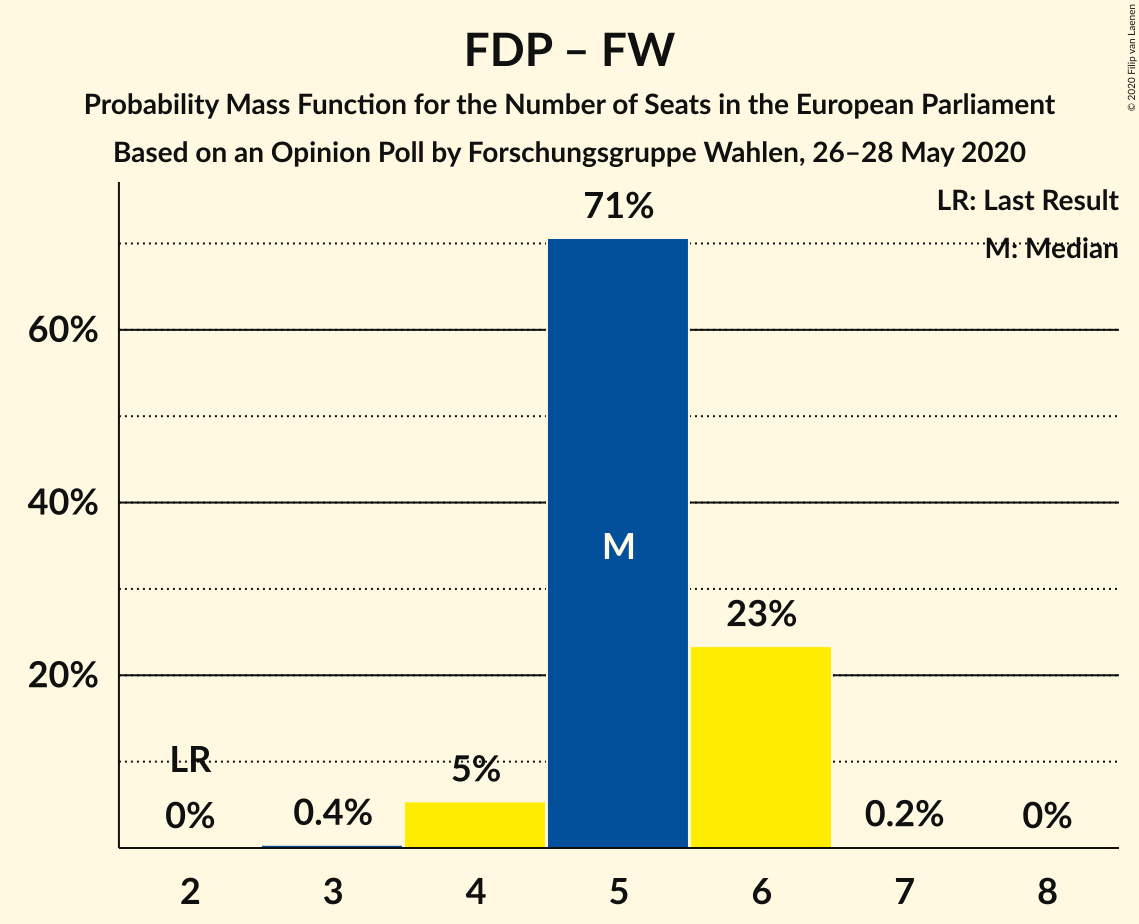 FDP – FW
Probability Mass Function for the Number of Seats in the European Parliament
Based on an Opinion Poll by Forschungsgruppe Wahlen, 26–28 May 2020
© 2020 Filip van Laenen
LR: Last Result
M: Median
71%
60%
40%
M
23%
20%
LR
5%
0%
0.4%
0.2%
0%
2 3 4 5 6 7 8